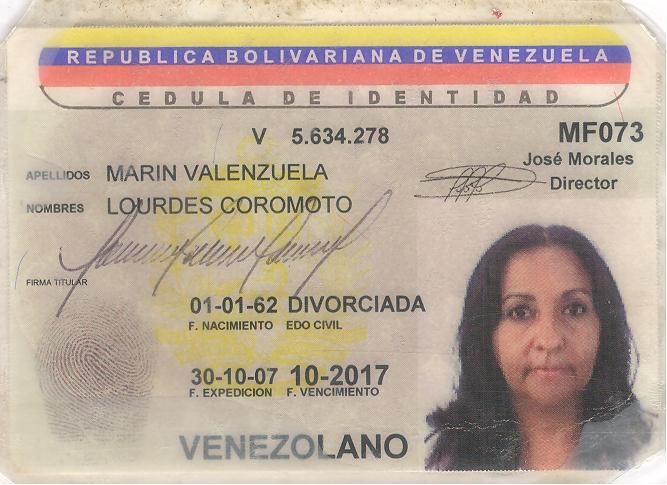 REPUBLICA BOLIVARIANA DE VENEZUELA
CEDULA DE IDENTIDAD
V 5.634.278 MF073
José Morales
Director
APELLIDOS MARIN VALENZUELA
NOMBRES LOURDES COROMOTO
FIRMA TITULAR
01-01-62 DIVORCIADA
F. NACIMIENTO EDO CIVIL
30-10-07 10-2017
F. EXPEDICION F. VENCIMIENTO
VENEZOLANO